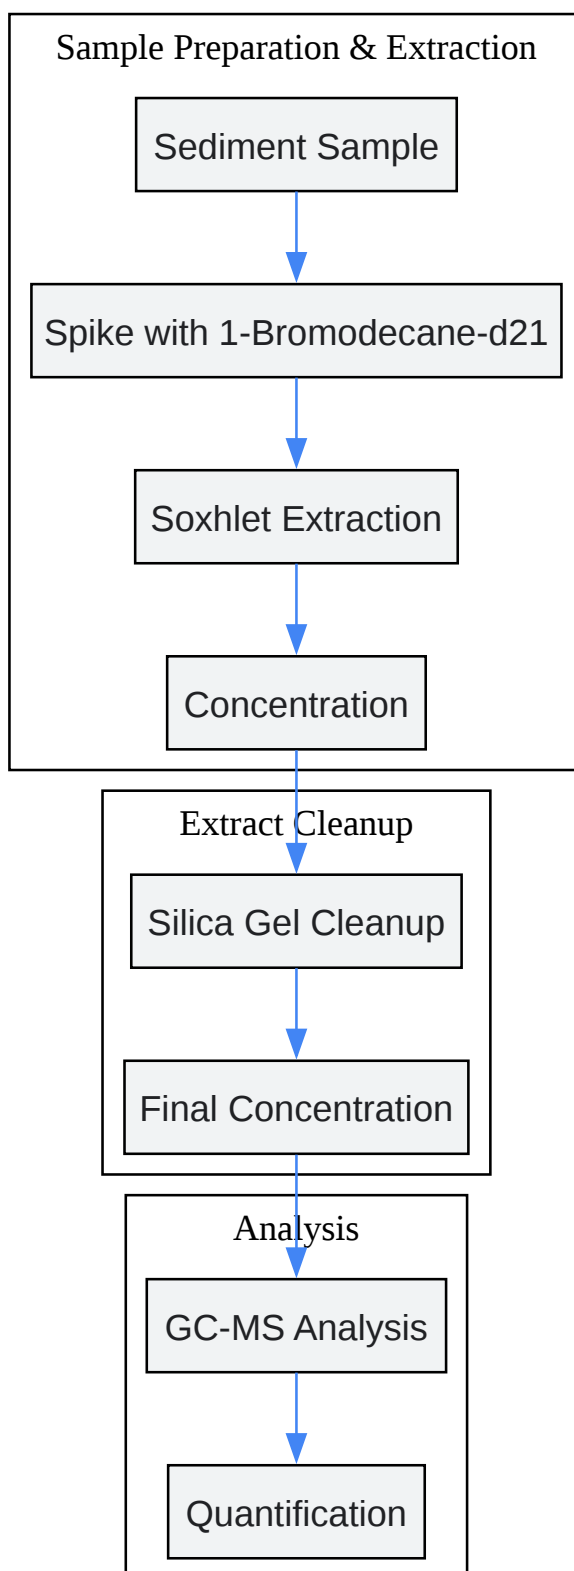 Sample Preparation & Extraction
Sediment Sample
Spike with 1-Bromodecane-d21
Soxhlet Extraction
Concentration
Extract Cleanup
Silica Gel Cleanup
Final Concentration
Analysis
GC-MS Analysis
Quantification